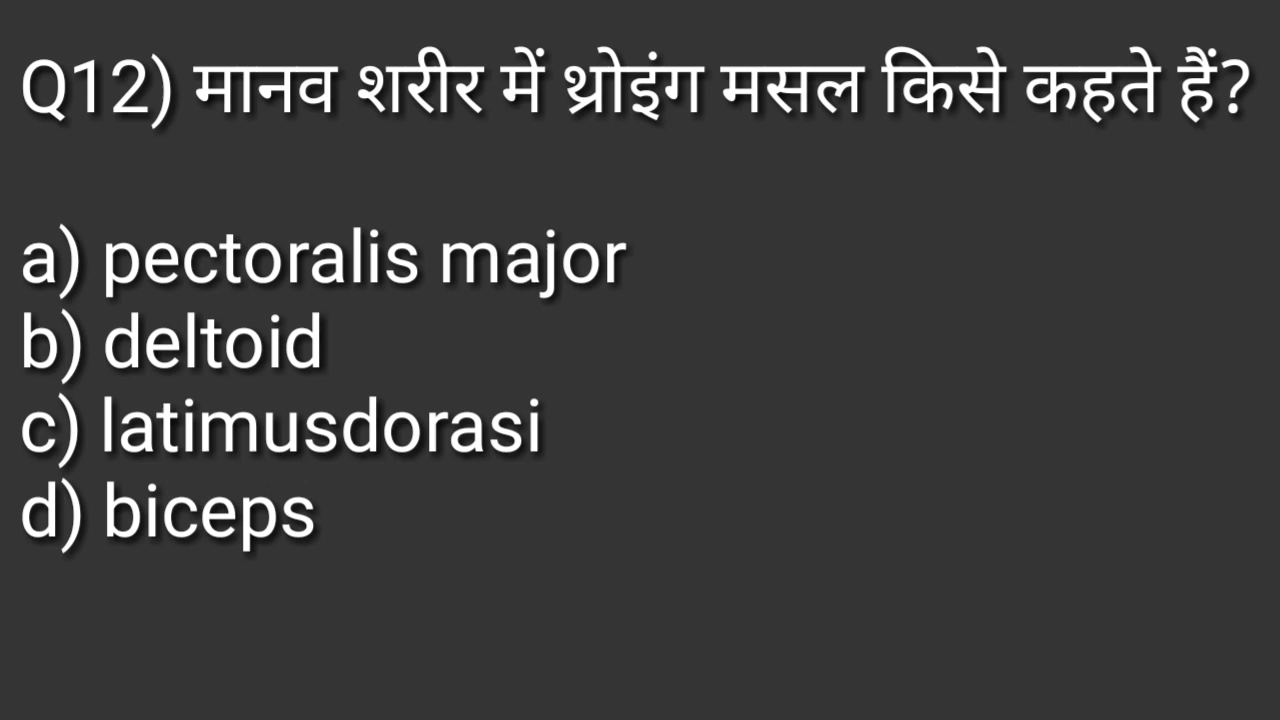 Q12) मानव शरीर में थ्रोइंग मसल किसे कहते हैं?
a) pectoralis major
b) deltoid
c) latimusdorasi
d) biceps